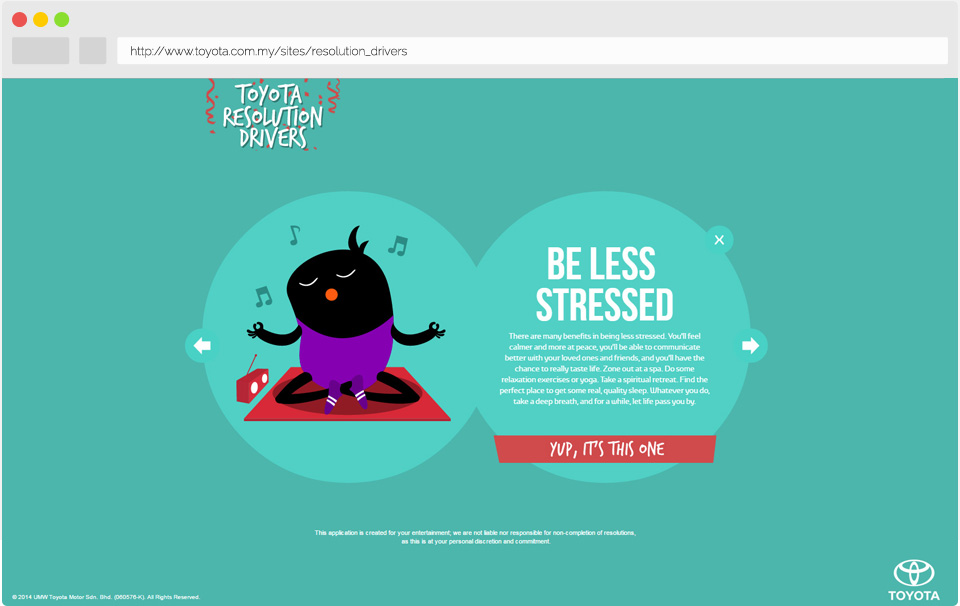 http://www.toyota.com.my/sites/resolution_drivers
TOYOTA
RESOLUTION
DRIVERS
BE LESS
STRESSED
There are many benefits in being less stressed. You'll feel
calmer and more at peace, you'll be able to communicate
better with your loved ones and friends, and you'll have the
chance to really taste life. Zone out at a spa. Do some
relaxation exercises or yoga. Take a spiritual retreat. Find the
perfect place to get some real, quality sleep. Whatever you do,
take a deep breath, and for a while, let life pass you by.
YUP, IT'S THIS ONE
This application is created for your entertainment; we are not liable nor responsible for non-completion of resolutions,
as this is at your personal discretion and commitment.
© 2014 UMW Toyota Motor Sdn. Bhd. (060576-K). All Rights Reserved.
TOYOTA